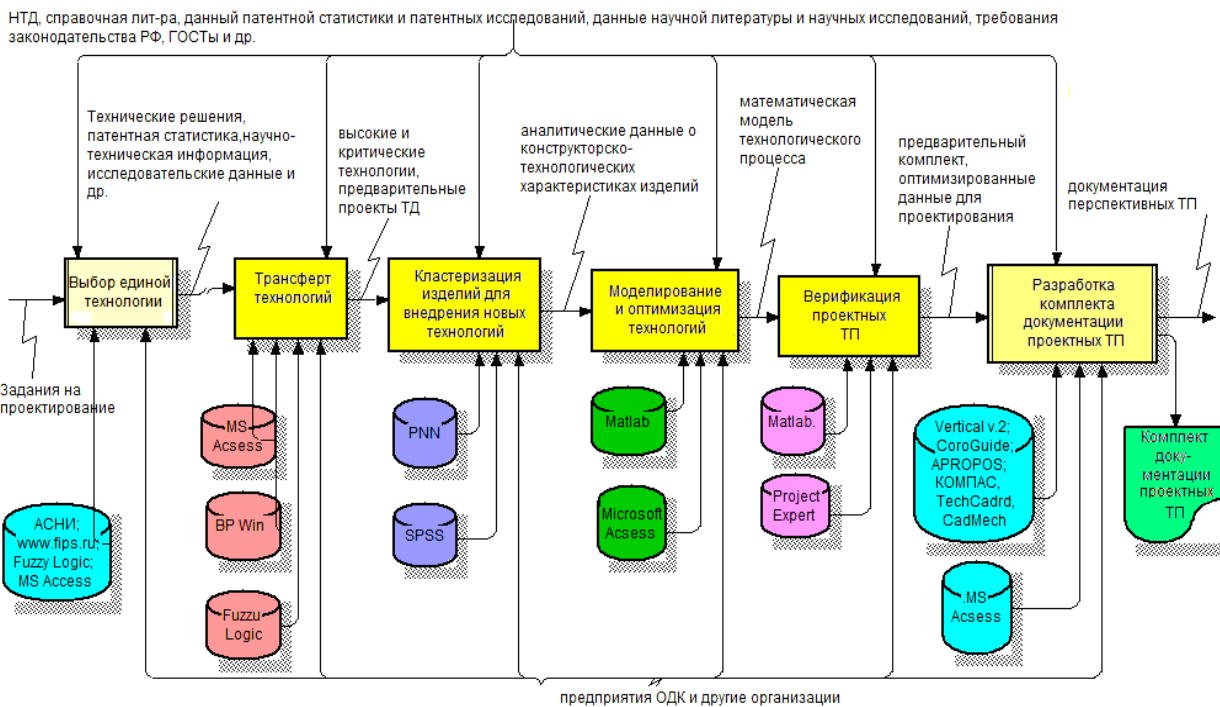 НТД, справочная лит-ра, данный патентной статистики и патентных исследований, данные научной литературы и научных исследований, требования
законодательства РФ, ГОСТы и др.
Технические решения,
патентная статистика,научно-
техническая информация,
исследовательские данные и
др.
высокие и
критические
технологии,
предварительные
проекты ТД
аналитические данные о
конструкторско-
технологических
характеристиках изделий
математическая
модель
технологического
процесса
предварительный
комплект,
оптимизированные
данные для
проектирования
документация
перспективных ТП
Выбор единой
технологии
Трансферт
технологий
Кластеризация
изделий для
внедрения новых
технологий
Моделирование
и оптимизация
технологий
Верификация
проектных
ТП
Разработка
комплекта
документации
проектных ТП
Задания на
проектирование
АСНИ;
www.fips.ru;
Fuzzy Logic;
MS Access
MS
Acsess
BP Win
Fuzzu
Logic
PNN
SPSS
Matlab
Microsoft
Acsess
Matlab.
Project
Expert
Vertical v.2;
CoroGuide;
APROPOS;
КОМПАС,
TechCadrd,
CadMech
.MS
Acsess
Комплект
доку-
ментации
проектных
ТП
предприятия ОДК и другие организации